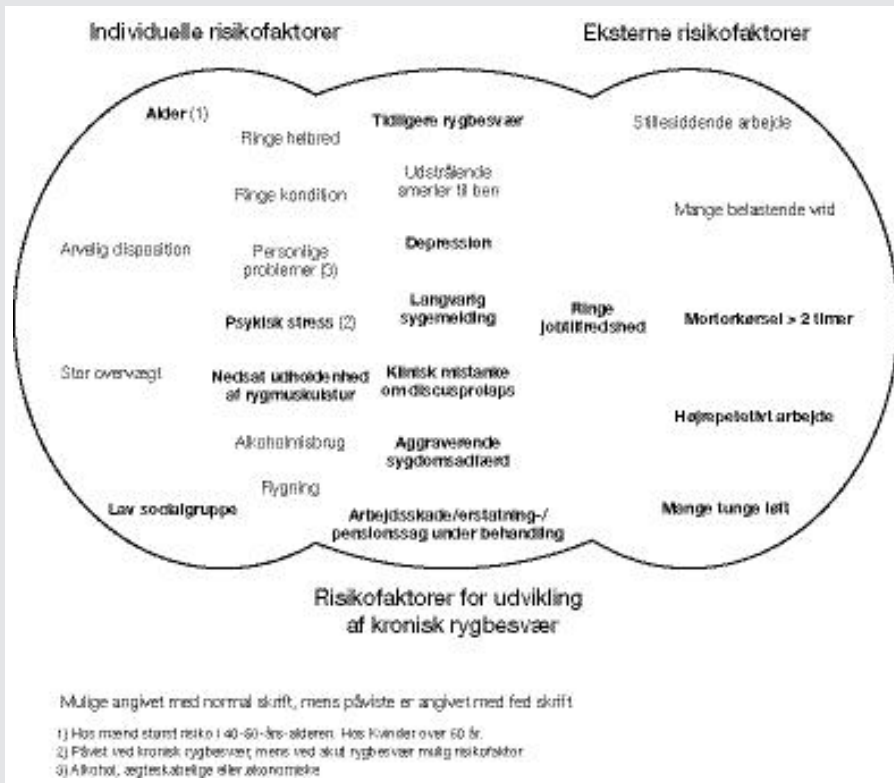 Individuelle risikofaktorer
Eksterne risikofaktorer
Alder (1)
Ringe helbred
Ringe kondition
Arvelig disposition
Personlige
problemer (3)
Psykisk stress (2)
Stor overvægt
Nedsat udholdenhed
af rygmuskulatur
Alkoholmisbrug
Rygning
Lav socialgruppe
Tidligere rygbesvær
Udstrålende
smerter til ben
Depression
Langvarig
sygemelding
Klinisk mistanke
om discusprolaps
Aggraverende
sygdomsadfærd
Arbejdsskade/erstatning-/
pensionssag under behandling
Ringe
jobtilfredshed
Stillesiddende arbejde
Mange belastende vrid
Mortorkørsel > 2 timer
Højrepetetivt arbejde
Mange tunge løft
Risikofaktorer for udvikling
af kronisk rygbesvær
Mulige angivet med normal skrift, mens påviste er angivet med fed skrift
1) Hos mænd størst risiko i 40-50-års-alderen. Hos Kvinder over 60 år.
2) Påvist ved kronisk rygbesvær, mens ved akut rygbesvær mulig risikofaktor
3) Alkohol, ægteskabelige eller økonomiske